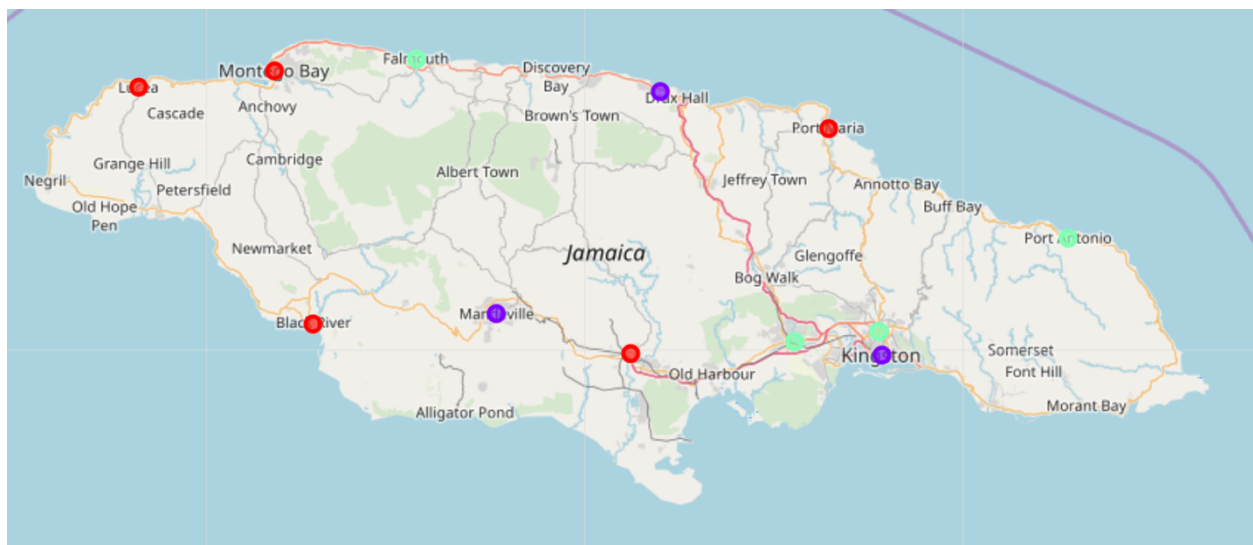 Falmouth
Montego Bay
Discovery
Bay
Lucea
Drax Hall
Anchovy
Cascade
Brown's Town
Port Maria
Cambridge
Grange Hill
Albert Town
Negril
Petersfield
Jeffrey Town
Annotto Bay
Old Hope
Pen
Buff Bay
Newmarket
Jamaica
Port Antonio
Glengoffe
Bog Walk
Mandeville
Black River
Kingston
Somerset
Old Harbour
Font Hill
Alligator Pond
Morant Bay